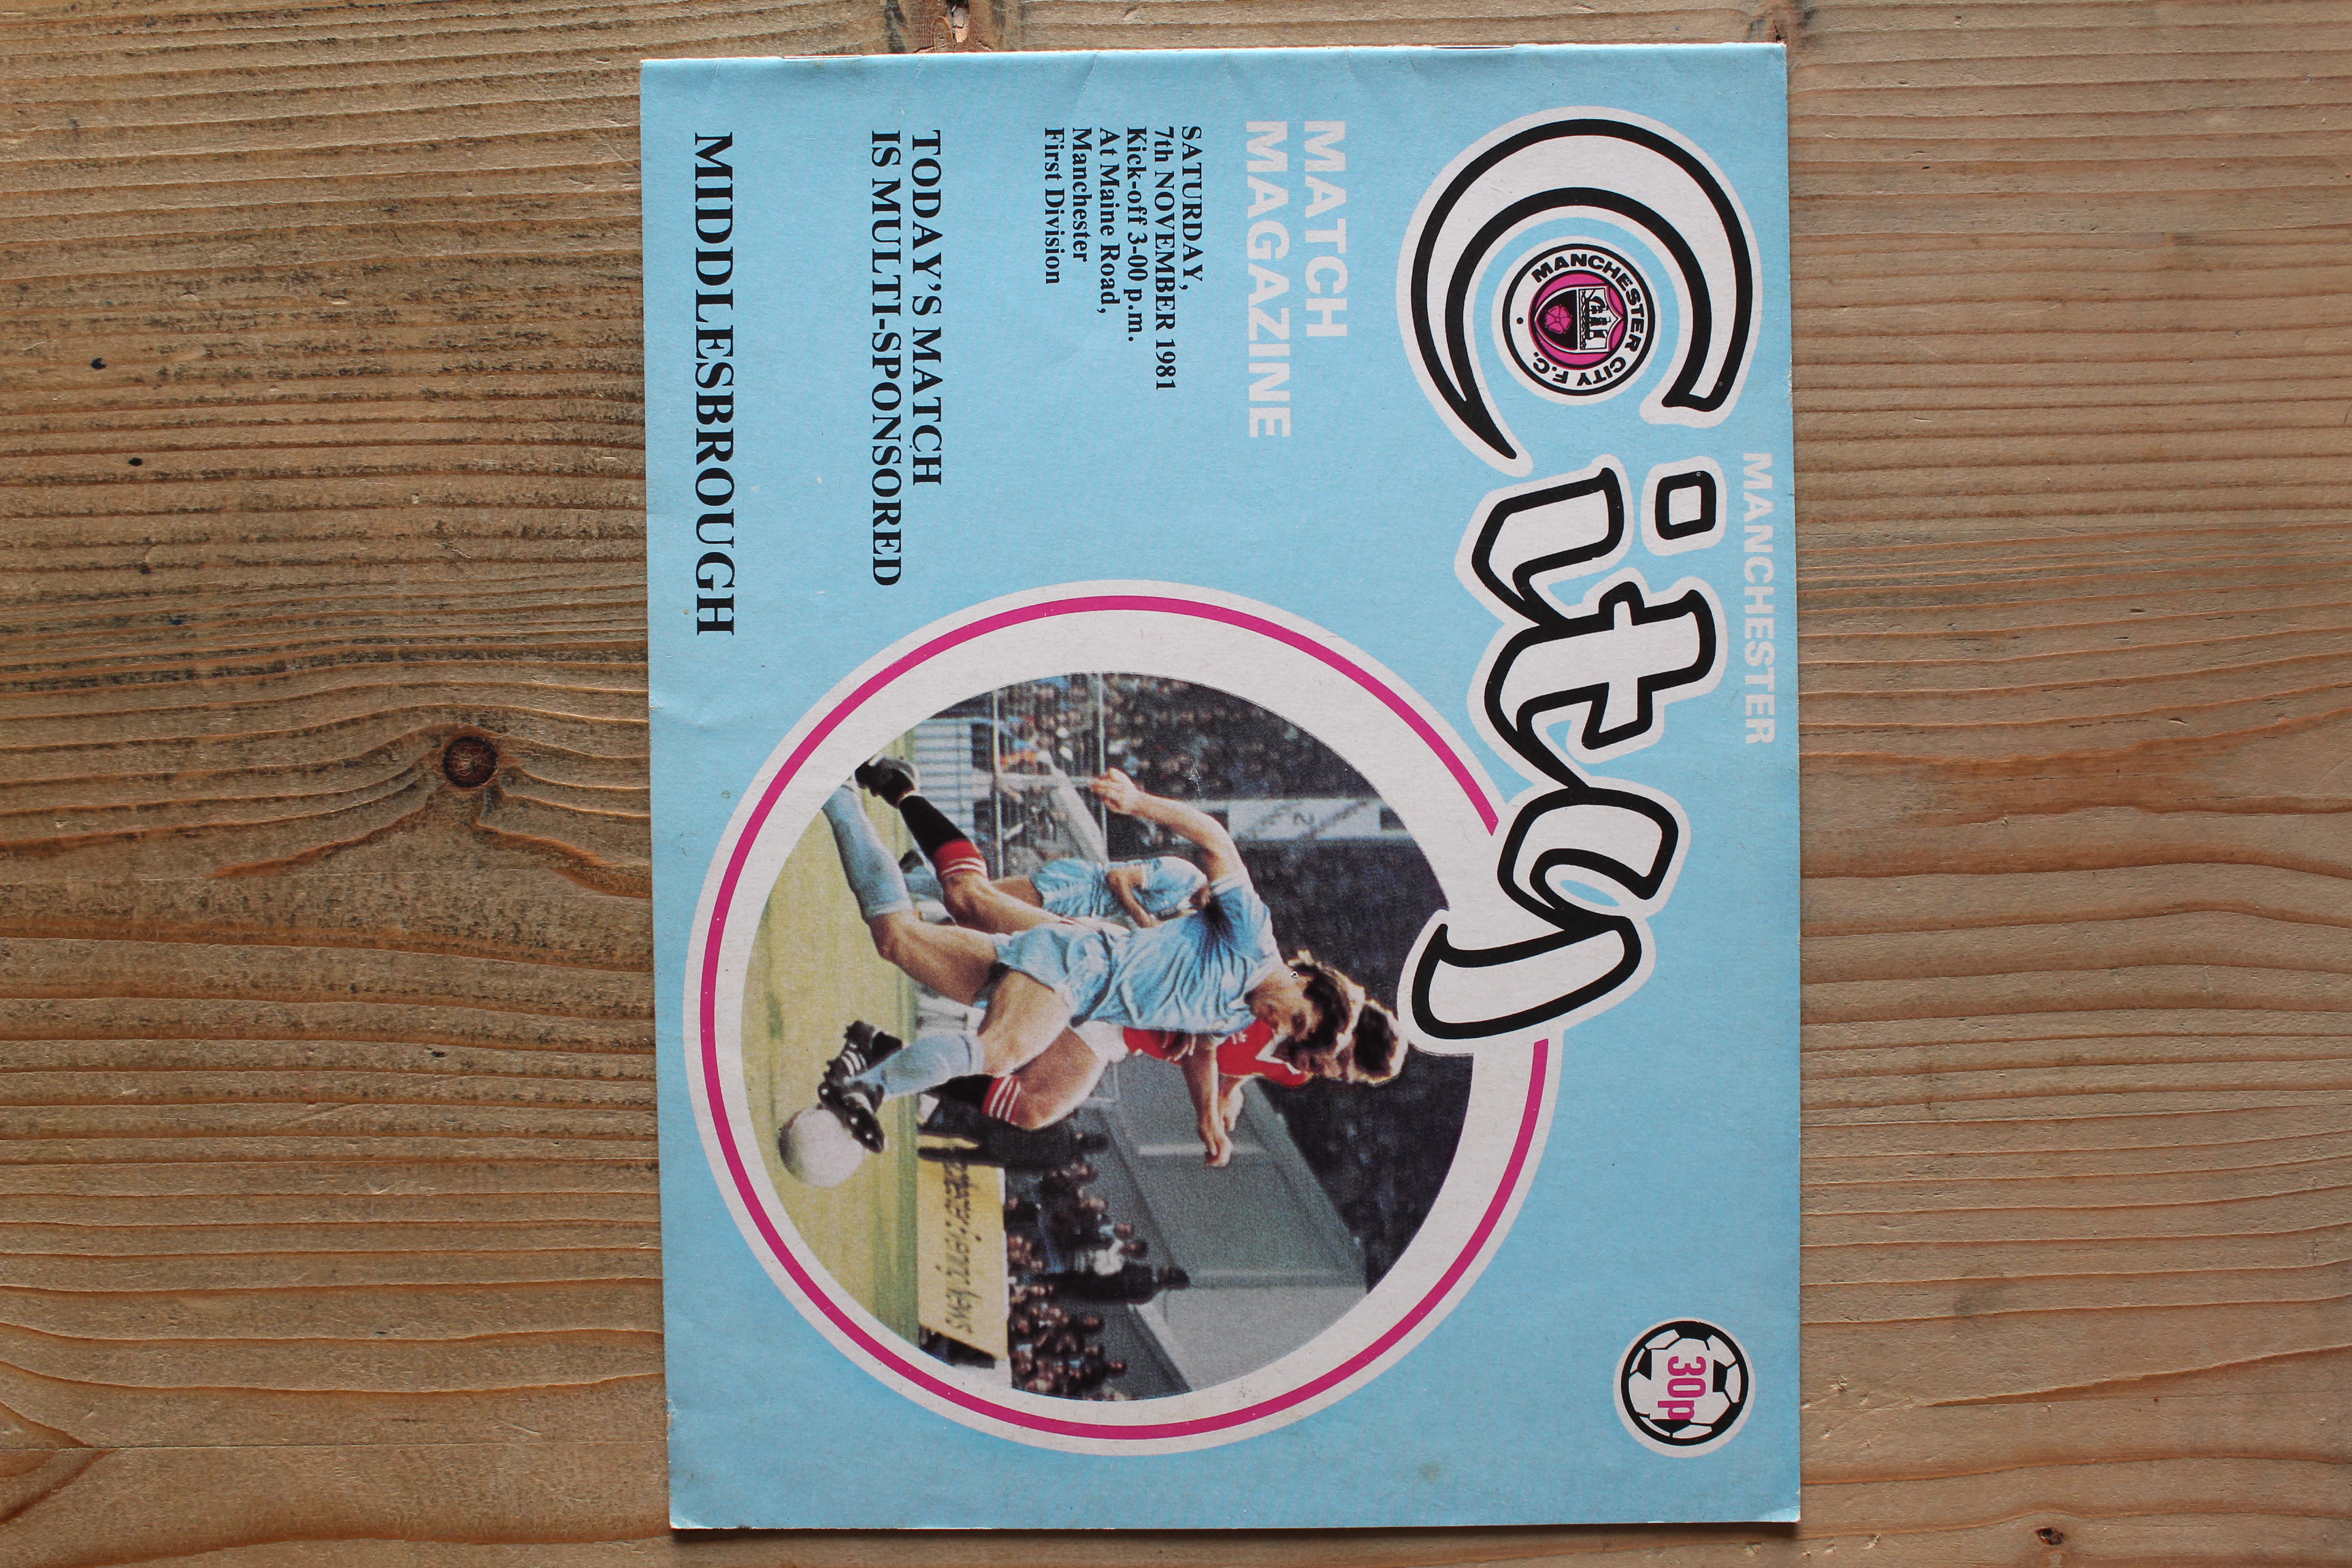 MANCHESTER
City
MANCHESTER CITY F.C.
30p
MATCH
MAGAZINE
SATURDAY,
7th NOVEMBER 1981
Kick-off 3-00 p.m.
At Maine Road,
Manchester
First Division
TODAY'S MATCH
IS MULTI-SPONSORED
MIDDLESBROUGH